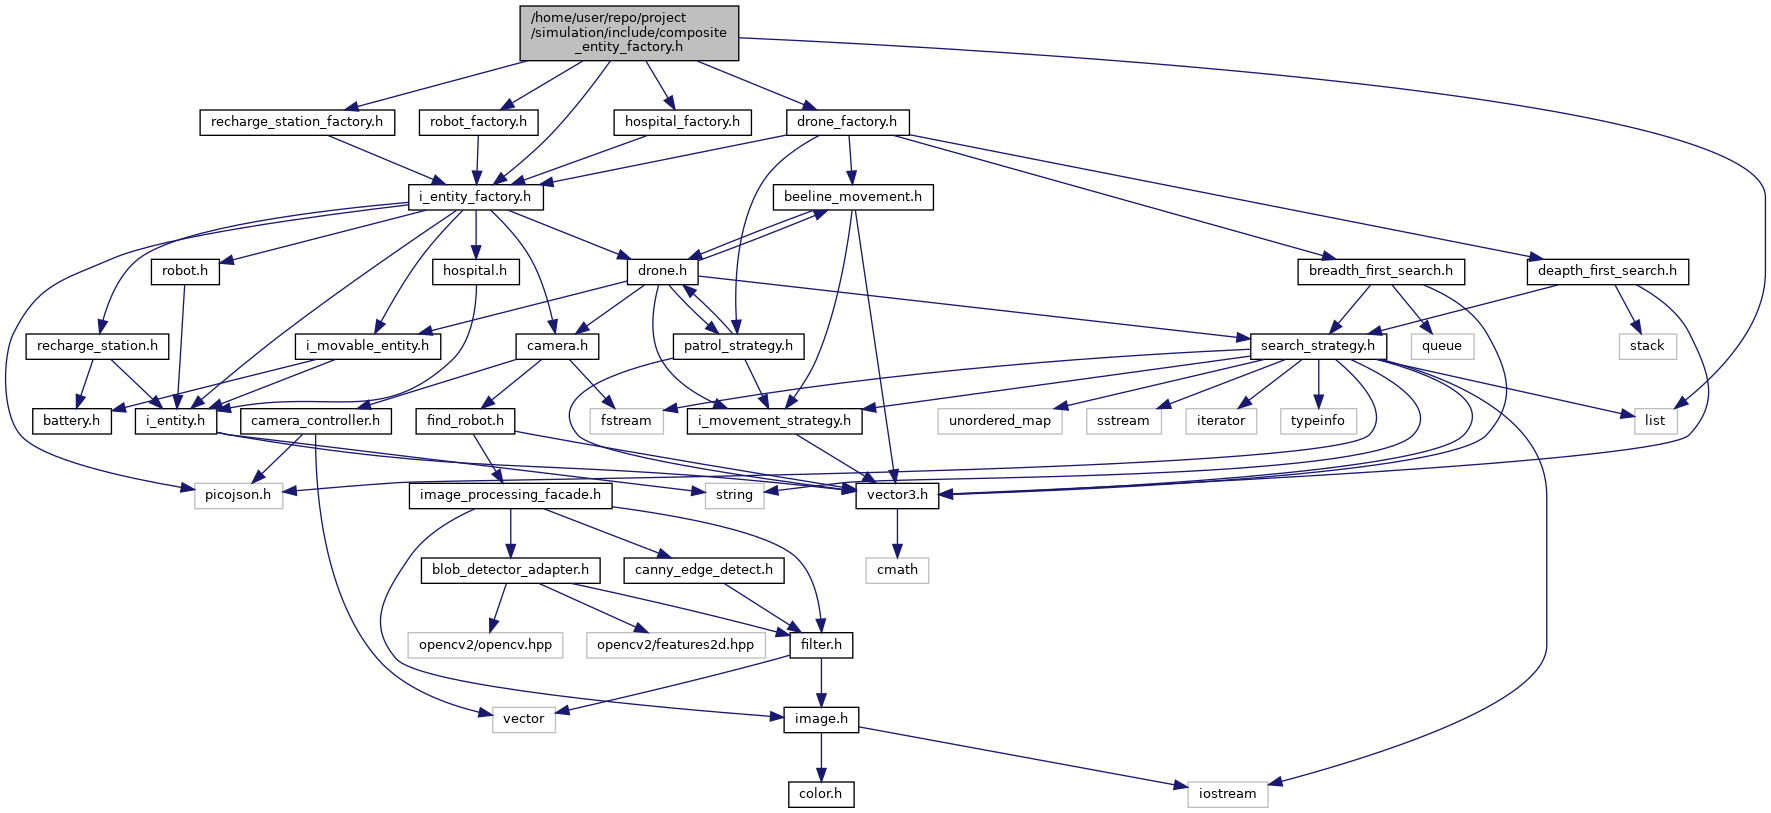 /home/user/repo/project
/simulation/include/composite
_entity_factory.h
recharge_station_factory.h
robot_factory.h
hospital_factory.h
drone_factory.h
i_entity_factory.h
beeline_movement.h
robot.h
hospital.h
drone.h
breadth_first_search.h
deapth_first_search.h
recharge_station.h
i_movable_entity.h
camera.h
patrol_strategy.h
search_strategy.h
queue
stack
battery.h
i_entity.h
camera_controller.h
find_robot.h
fstream
i_movement_strategy.h
unordered_map
sstream
iterator
typeinfo
list
picojson.h
image_processing_facade.h
string
vector3.h
blob_detector_adapter.h
canny_edge_detect.h
cmath
opencv2/opencv.hpp
opencv2/features2d.hpp
filter.h
vector
image.h
color.h
iostream